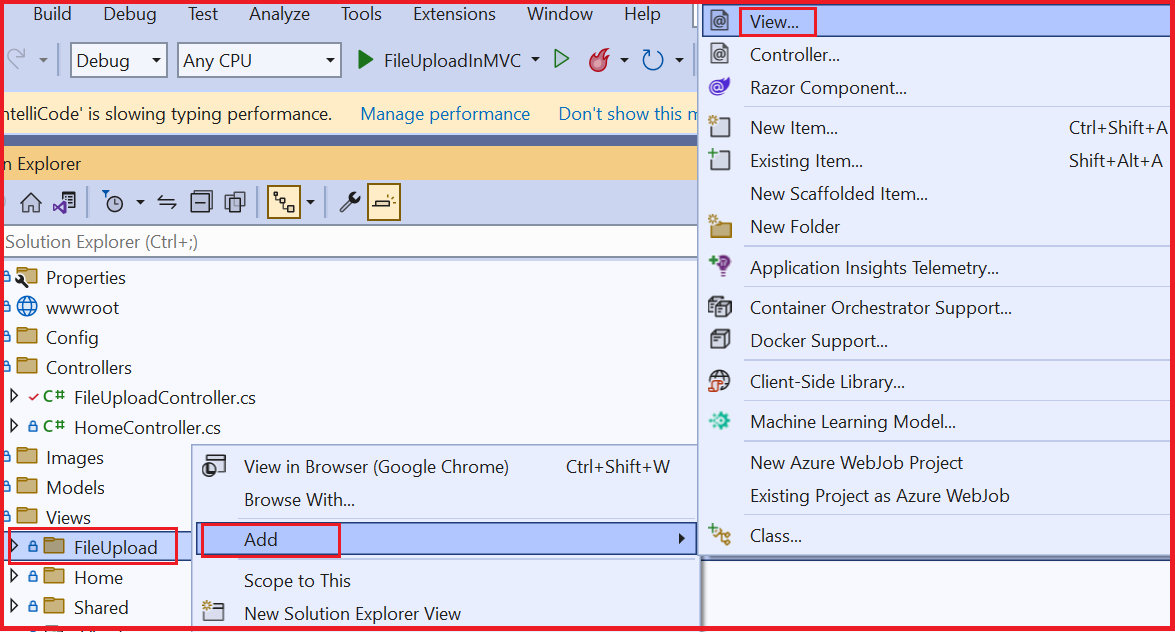 Build Debug Test Analyze Tools Extensions Window Help
Debug Any CPU FileUploadInMVC
ntelliCode' is slowing typing performance. Manage performance Don't show this m
n Explorer
Solution Explorer (Ctrl+;)
Properties
wwwroot
Config
Controllers
C# FileUploadController.cs
C# HomeController.cs
Images
Models
Views
FileUpload
Home
Shared
View in Browser (Google Chrome) Ctrl+Shift+W
Browse With...
Add
Scope to This
New Solution Explorer View
View...
Controller...
Razor Component...
New Item... Ctrl+Shift+A
Existing Item... Shift+Alt+A
New Scaffolded Item...
New Folder
Application Insights Telemetry...
Container Orchestrator Support...
Docker Support...
Client-Side Library...
Machine Learning Model...
New Azure WebJob Project
Existing Project as Azure WebJob
Class...